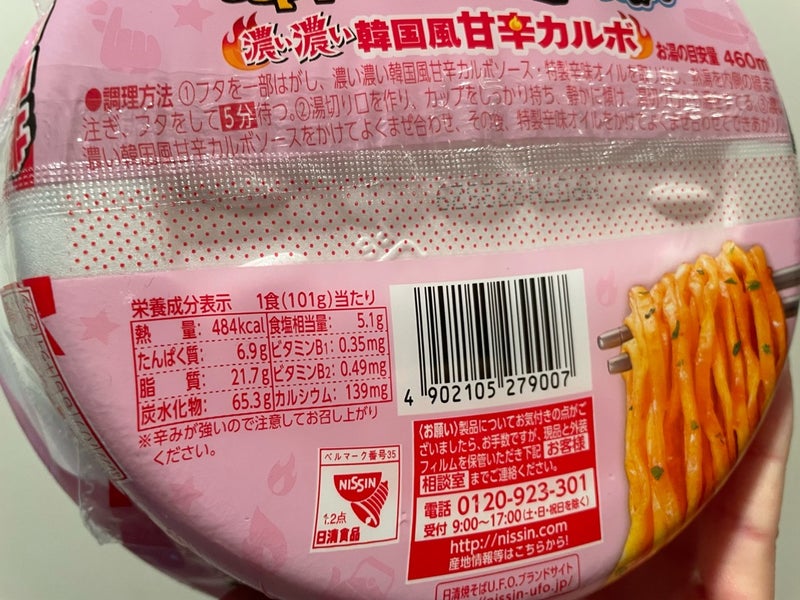 濃い濃い韓国風甘辛カルボ お湯の目安量 460m
●調理方法 ①フタを一部はがし、濃い濃い韓国風甘辛カルボソース、特製辛味オイルを
注ぎ、フタをして5分待つ。②湯切り口を作り、カップをしっかり持ち、静かに傾け、
濃い韓国風甘辛カルボソースをかけてよくまぜ合わせ、その後、特製辛味オイルをかけてよくまぜ合わせてできあがり
栄養成分表示 1食(101g)当たり
熱量: 484kcal 食塩相当量: 5.1g
たんぱく質: 6.9g ビタミンB1: 0.35mg
脂質: 21.7g ビタミンB2: 0.49mg
炭水化物: 65.3g カルシウム: 139mg
※辛みが強いので注意してお召し上がり
ください。
4 902105 279007
〈お願い〉製品についてお気付きの点がご
ざいましたら、お手数ですが、現品と外装
フィルムを保管いただき下記お客様
相談室までご連絡ください。
電話 0120-923-301
受付 9:00〜17:00(土・日・祝日を除く)
http://nissin.com
産地情報等はこちらから!
ベルマーク番号35
NISSIN
1.2点
日清食品
日清焼そばU.F.O.ブランドサイト
nissin-ufo.jp/